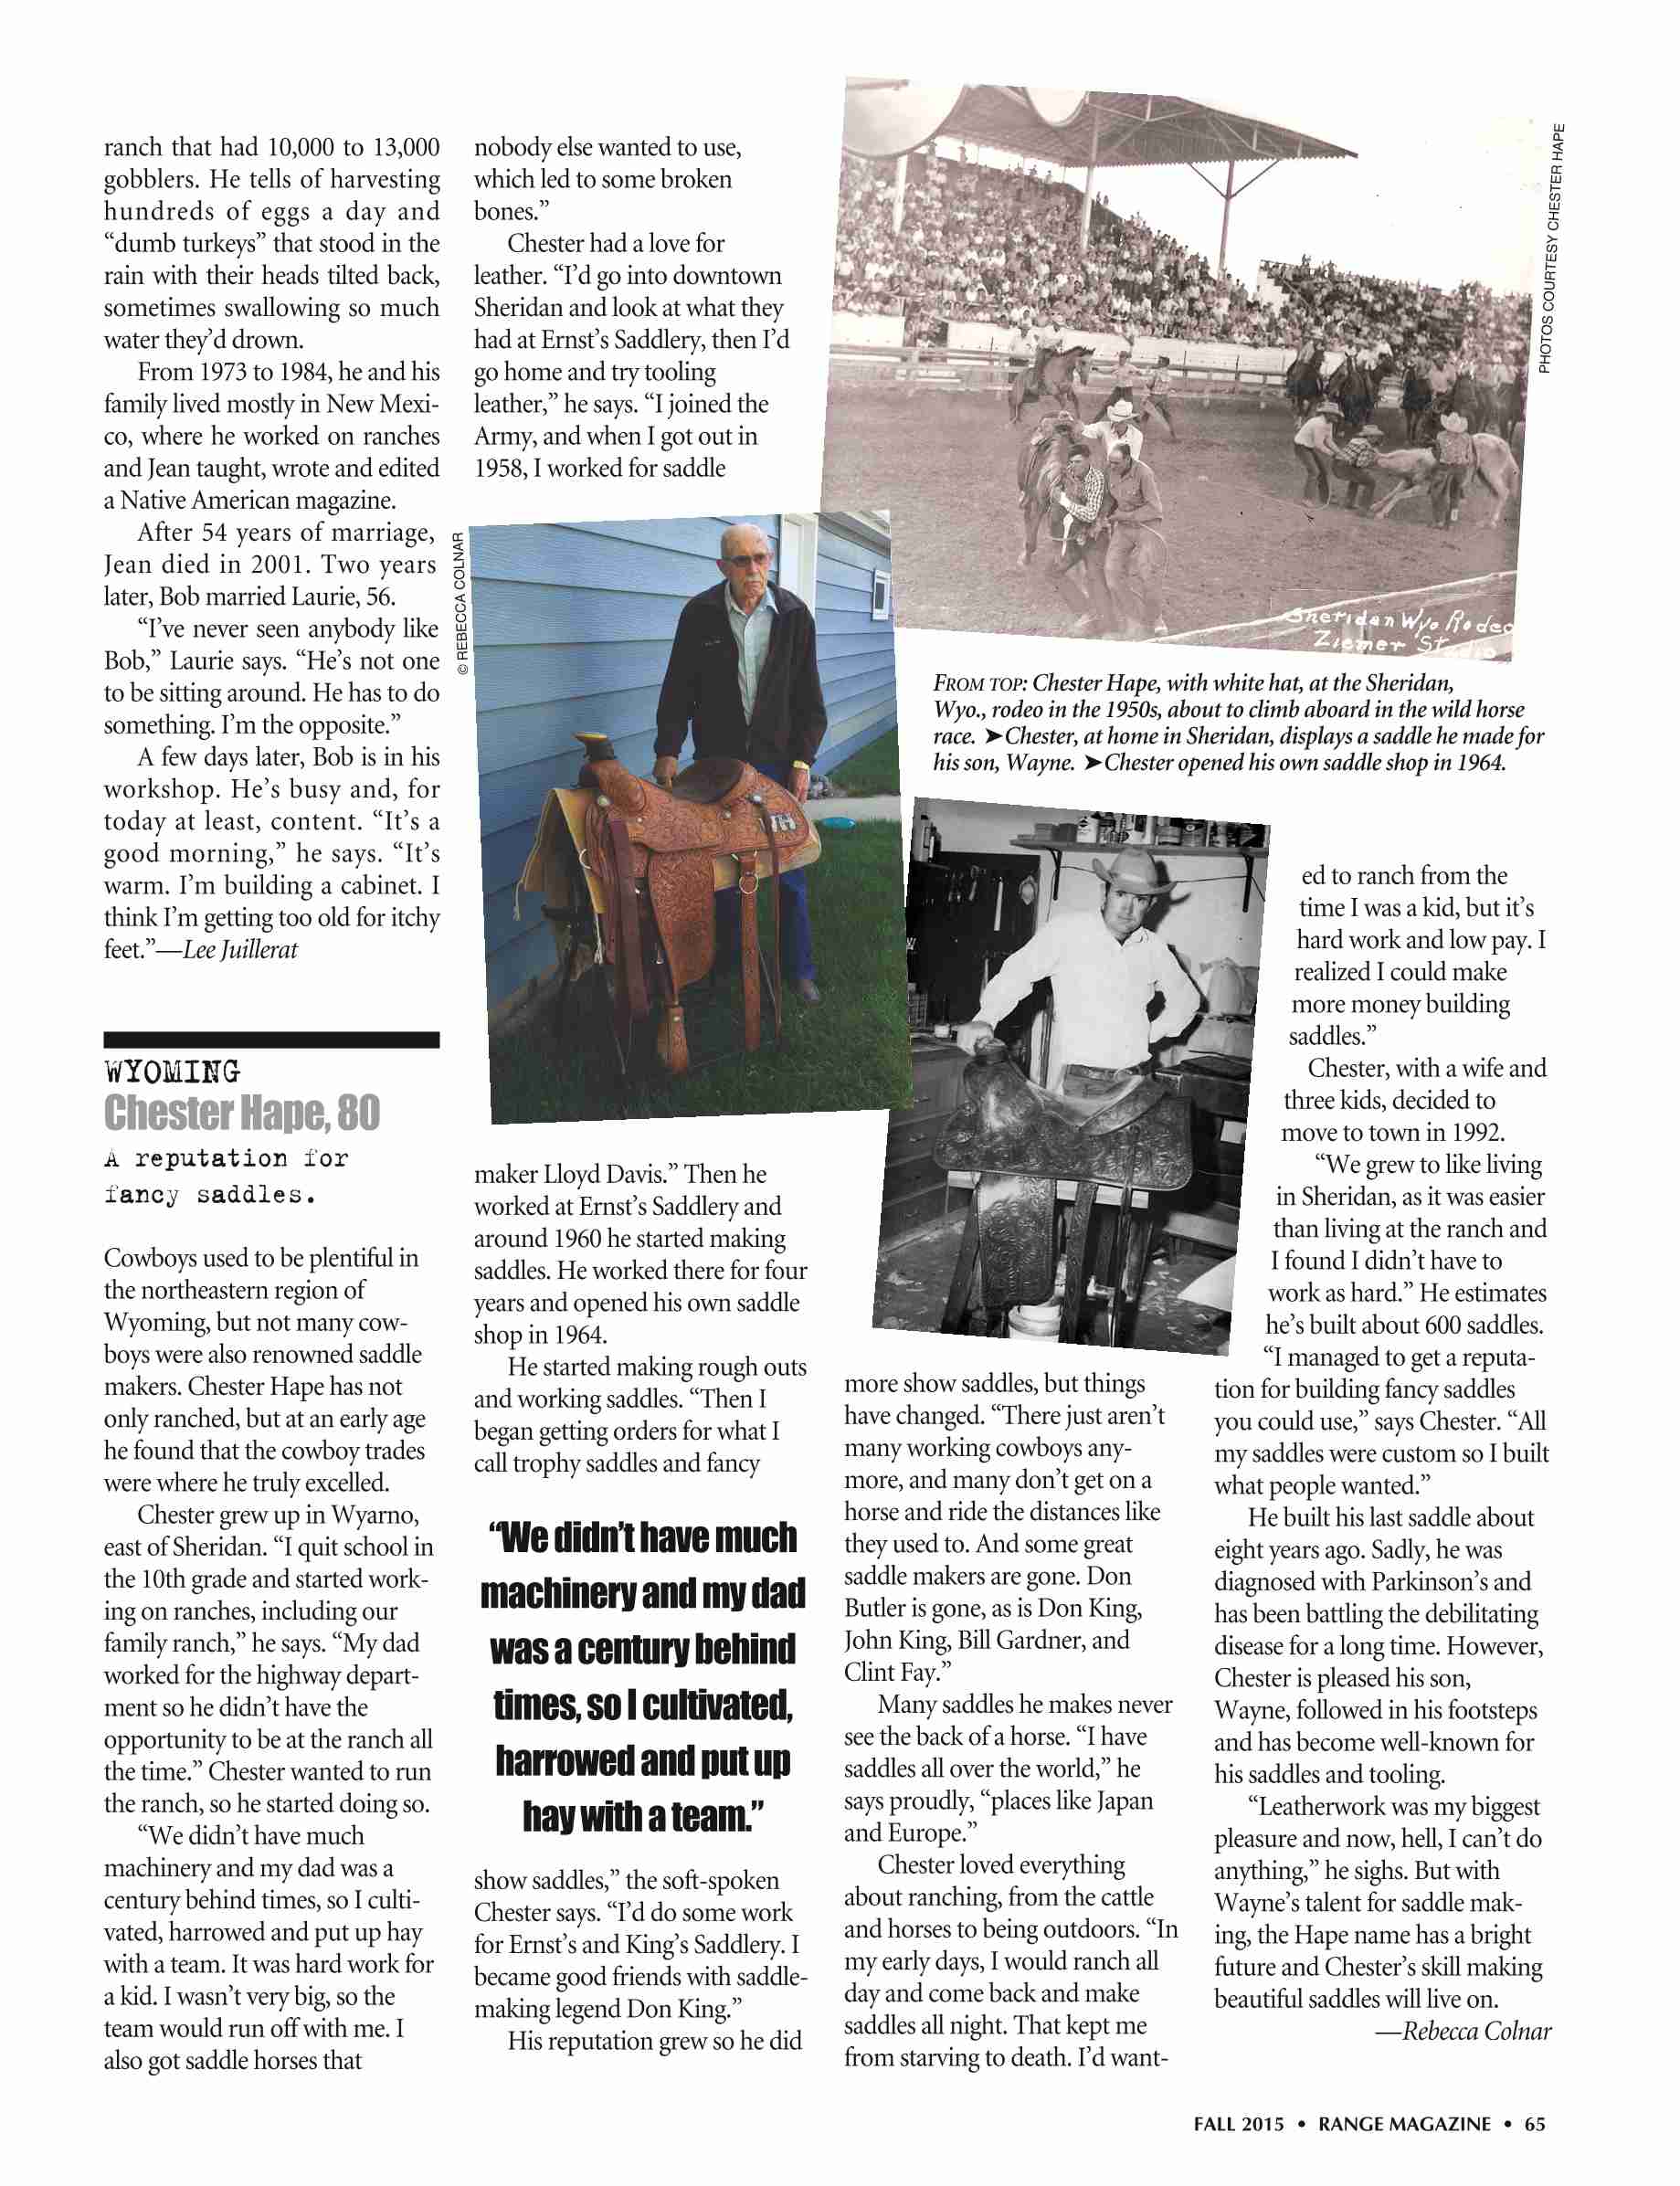 ranch that had 10,000 to 13,000
gobblers. He tells of harvesting
hundreds of eggs a day and
“dumb turkeys” that stood in the
rain with their heads tilted back,
sometimes swallowing so much
water they’d drown.
From 1973 to 1984, he and his
family lived mostly in New Mexi-
co, where he worked on ranches
and Jean taught, wrote and edited
a Native American magazine.
After 54 years of marriage,
Jean died in 2001. Two years
later, Bob married Laurie, 56.
“I’ve never seen anybody like
Bob,” Laurie says. “He’s not one
to be sitting around. He has to do
something. I’m the opposite.”
A few days later, Bob is in his
workshop. He’s busy and, for
today at least, content. “It’s a
good morning,” he says. “It’s
warm. I’m building a cabinet. I
think I’m getting too old for itchy
feet.”—Lee Juillerat
WYOMING
Chester Hape, 80
A reputation for
fancy saddles.
Cowboys used to be plentiful in
the northeastern region of
Wyoming, but not many cow-
boys were also renowned saddle
makers. Chester Hape has not
only ranched, but at an early age
he found that the cowboy trades
were where he truly excelled.
Chester grew up in Wyarno,
east of Sheridan. “I quit school in
the 10th grade and started work-
ing on ranches, including our
family ranch,” he says. “My dad
worked for the highway depart-
ment so he didn’t have the
opportunity to be at the ranch all
the time.” Chester wanted to run
the ranch, so he started doing so.
“We didn’t have much
machinery and my dad was a
century behind times, so I culti-
vated, harrowed and put up hay
with a team. It was hard work for
a kid. I wasn’t very big, so the
team would run off with me. I
also got saddle horses that
nobody else wanted to use,
which led to some broken
bones.”
Chester had a love for
leather. “I’d go into downtown
Sheridan and look at what they
had at Ernst’s Saddlery, then I’d
go home and try tooling
leather,” he says. “I joined the
Army, and when I got out in
1958, I worked for saddle
© REBECCA COLNAR
maker Lloyd Davis.” Then he
worked at Ernst’s Saddlery and
around 1960 he started making
saddles. He worked there for four
years and opened his own saddle
shop in 1964.
He started making rough outs
and working saddles. “Then I
began getting orders for what I
call trophy saddles and fancy
“We didn’t have much
machinery and my dad
was a century behind
times, so I cultivated,
harrowed and put up
hay with a team.”
show saddles,” the soft-spoken
Chester says. “I’d do some work
for Ernst’s and King’s Saddlery. I
became good friends with saddle-
making legend Don King.”
His reputation grew so he did
PHOTOS COURTESY CHESTER HAPE
Sheridan Wyo Rodeo
Ziemer Studio
FROM TOP: Chester Hape, with white hat, at the Sheridan,
Wyo., rodeo in the 1950s, about to climb aboard in the wild horse
race. ➤Chester, at home in Sheridan, displays a saddle he made for
his son, Wayne. ➤Chester opened his own saddle shop in 1964.
more show saddles, but things
have changed. “There just aren’t
many working cowboys any-
more, and many don’t get on a
horse and ride the distances like
they used to. And some great
saddle makers are gone. Don
Butler is gone, as is Don King,
John King, Bill Gardner, and
Clint Fay.”
Many saddles he makes never
see the back of a horse. “I have
saddles all over the world,” he
says proudly, “places like Japan
and Europe.”
Chester loved everything
about ranching, from the cattle
and horses to being outdoors. “In
my early days, I would ranch all
day and come back and make
saddles all night. That kept me
from starving to death. I’d want-
ed to ranch from the
time I was a kid, but it’s
hard work and low pay. I
realized I could make
more money building
saddles.”
Chester, with a wife and
three kids, decided to
move to town in 1992.
“We grew to like living
in Sheridan, as it was easier
than living at the ranch and
I found I didn’t have to
work as hard.” He estimates
he’s built about 600 saddles.
“I managed to get a reputa-
tion for building fancy saddles
you could use,” says Chester. “All
my saddles were custom so I built
what people wanted.”
He built his last saddle about
eight years ago. Sadly, he was
diagnosed with Parkinson’s and
has been battling the debilitating
disease for a long time. However,
Chester is pleased his son,
Wayne, followed in his footsteps
and has become well-known for
his saddles and tooling.
“Leatherwork was my biggest
pleasure and now, hell, I can’t do
anything,” he sighs. But with
Wayne’s talent for saddle mak-
ing, the Hape name has a bright
future and Chester’s skill making
beautiful saddles will live on.
—Rebecca Colnar
FALL 2015 • RANGE MAGAZINE • 65